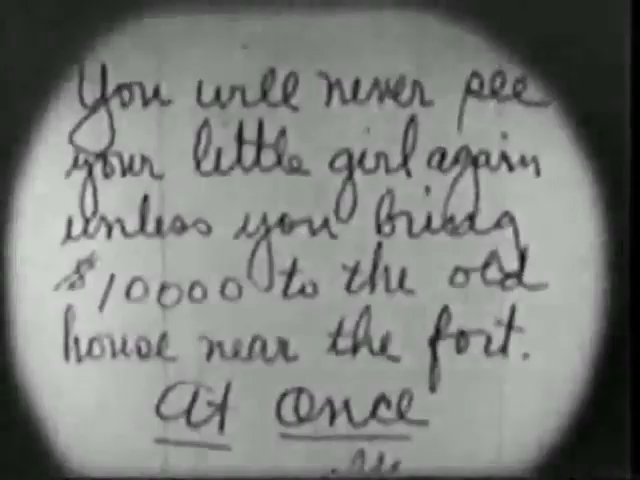 You will never see
your little girl again
unless you bring
$10000 to the old
house near the fort.
At Once